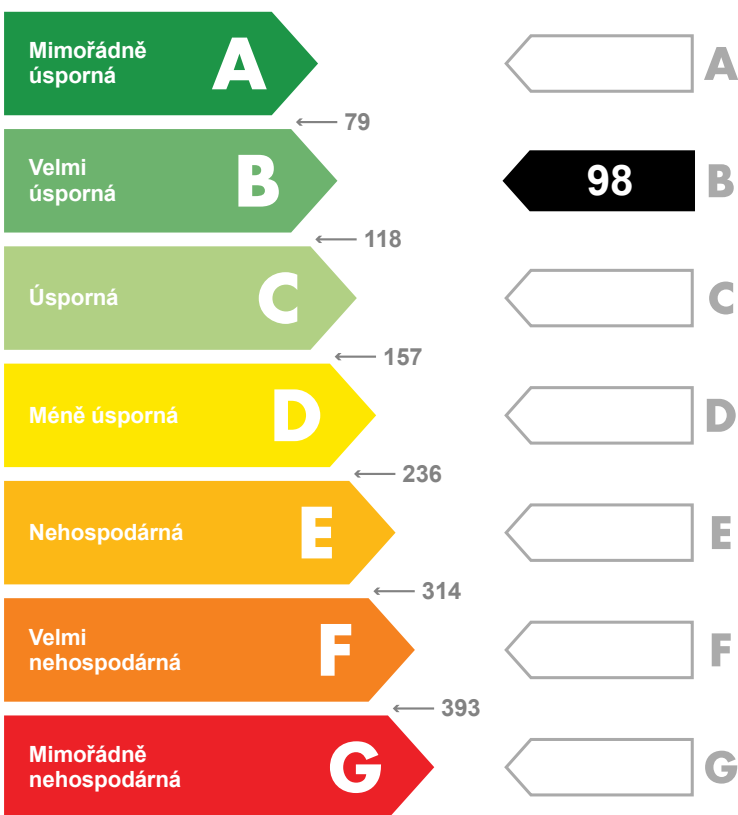 Mimořádně
úsporná
A
A
79
Velmi
úsporná
B
98
B
118
Úsporná
C
C
157
Méně úsporná
D
D
236
Nehospodárná
E
E
314
Velmi
nehospodárná
F
F
393
Mimořádně
nehospodárná
G
G